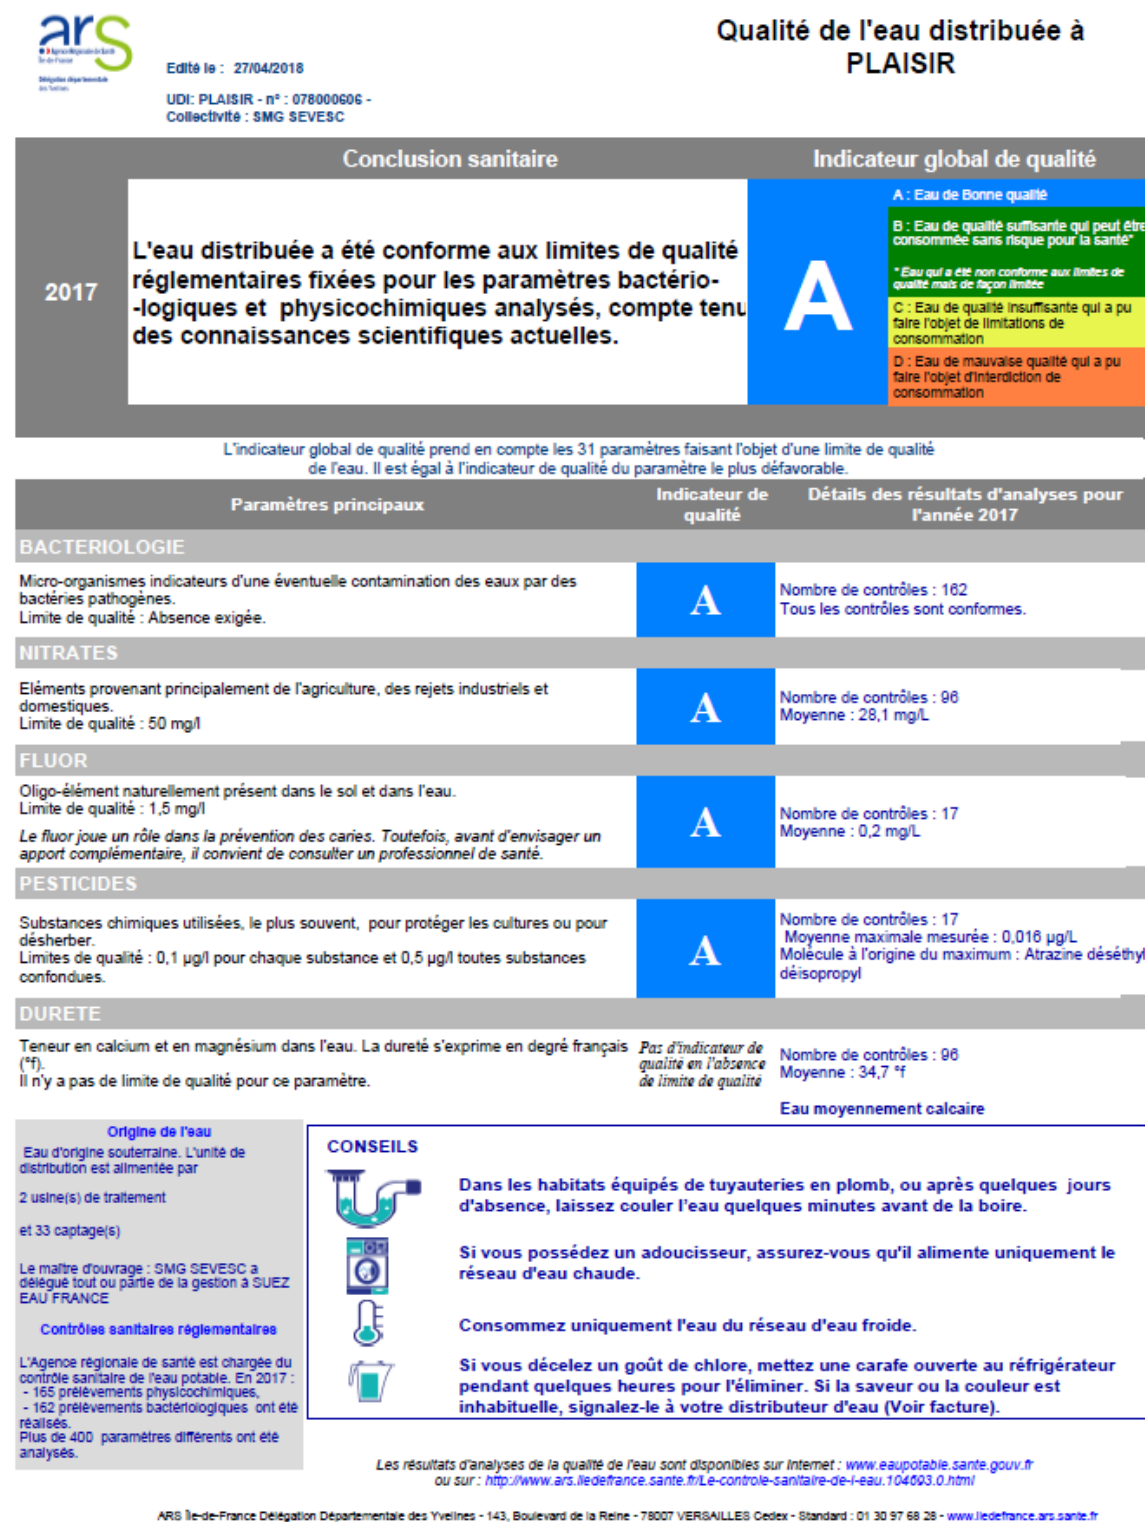 ars
Agence Régionale de Santé
Île-de-France
Délégation départementale
des Yvelines
Qualité de l'eau distribuée à
PLAISIR
Edité le : 27/04/2018
UDI: PLAISIR - n° : 078000606 -
Collectivité : SMG SEVESC
Conclusion sanitaire
Indicateur global de qualité
2017
L'eau distribuée a été conforme aux limites de qualité
réglementaires fixées pour les paramètres bactério-
-logiques et physicochimiques analysés, compte tenu
des connaissances scientifiques actuelles.
A
A : Eau de Bonne qualité
B : Eau de qualité suffisante qui peut être
consommée sans risque pour la santé*
* Eau qui a été non conforme aux limites de
qualité mais de façon limitée
C : Eau de qualité insuffisante qui a pu
faire l'objet de limitations de
consommation
D : Eau de mauvaise qualité qui a pu
faire l'objet d'interdiction de
consommation
L'indicateur global de qualité prend en compte les 31 paramètres faisant l'objet d'une limite de qualité
de l'eau. Il est égal à l'indicateur de qualité du paramètre le plus défavorable.
Paramètres principaux
Indicateur de
qualité
Détails des résultats d'analyses pour
l'année 2017
BACTERIOLOGIE
Micro-organismes indicateurs d'une éventuelle contamination des eaux par des
bactéries pathogènes.
Limite de qualité : Absence exigée.
A
Nombre de contrôles : 162
Tous les contrôles sont conformes.
NITRATES
Eléments provenant principalement de l'agriculture, des rejets industriels et
domestiques.
Limite de qualité : 50 mg/l
A
Nombre de contrôles : 96
Moyenne : 28,1 mg/L
FLUOR
Oligo-élément naturellement présent dans le sol et dans l'eau.
Limite de qualité : 1,5 mg/l
Le fluor joue un rôle dans la prévention des caries. Toutefois, avant d'envisager un
apport complémentaire, il convient de consulter un professionnel de santé.
A
Nombre de contrôles : 17
Moyenne : 0,2 mg/L
PESTICIDES
Substances chimiques utilisées, le plus souvent, pour protéger les cultures ou pour
désherber.
Limites de qualité : 0,1 µg/l pour chaque substance et 0,5 µg/l toutes substances
confondues.
A
Nombre de contrôles : 17
Moyenne maximale mesurée : 0,016 µg/L
Molécule à l'origine du maximum : Atrazine déséthyl
déisopropyl
DURETE
Teneur en calcium et en magnésium dans l'eau. La dureté s'exprime en degré français
(°f).
Il n'y a pas de limite de qualité pour ce paramètre.
Pas d'indicateur de
qualité en l'absence
de limite de qualité
Nombre de contrôles : 96
Moyenne : 34,7 °f
Eau moyennement calcaire
Origine de l'eau
Eau d'origine souterraine. L'unité de
distribution est alimentée par
2 usine(s) de traitement
et 33 captage(s)
Le maître d'ouvrage : SMG SEVESC a
délégué tout ou partie de la gestion à SUEZ
EAU FRANCE
Contrôles sanitaires réglementaires
L'Agence régionale de santé est chargée du
contrôle sanitaire de l'eau potable. En 2017 :
- 165 prélèvements physicochimiques,
- 162 prélèvements bactériologiques ont été
réalisés.
Plus de 400 paramètres différents ont été
analysés.
CONSEILS
Dans les habitats équipés de tuyauteries en plomb, ou après quelques jours
d'absence, laissez couler l'eau quelques minutes avant de la boire.
Si vous possédez un adoucisseur, assurez-vous qu'il alimente uniquement le
réseau d'eau chaude.
Consommez uniquement l'eau du réseau d'eau froide.
Si vous décelez un goût de chlore, mettez une carafe ouverte au réfrigérateur
pendant quelques heures pour l'éliminer. Si la saveur ou la couleur est
inhabituelle, signalez-le à votre distributeur d'eau (Voir facture).
Les résultats d'analyses de la qualité de l'eau sont disponibles sur Internet : www.eaupotable.sante.gouv.fr
ou sur : http://www.ars.iledefrance.sante.fr/Le-controle-sanitaire-de-l-eau.104693.0.html
ARS Île-de-France Délégation Départementale des Yvelines - 143, Boulevard de la Reine - 78007 VERSAILLES Cedex - Standard : 01 30 97 68 28 - www.iledefrance.ars.sante.fr